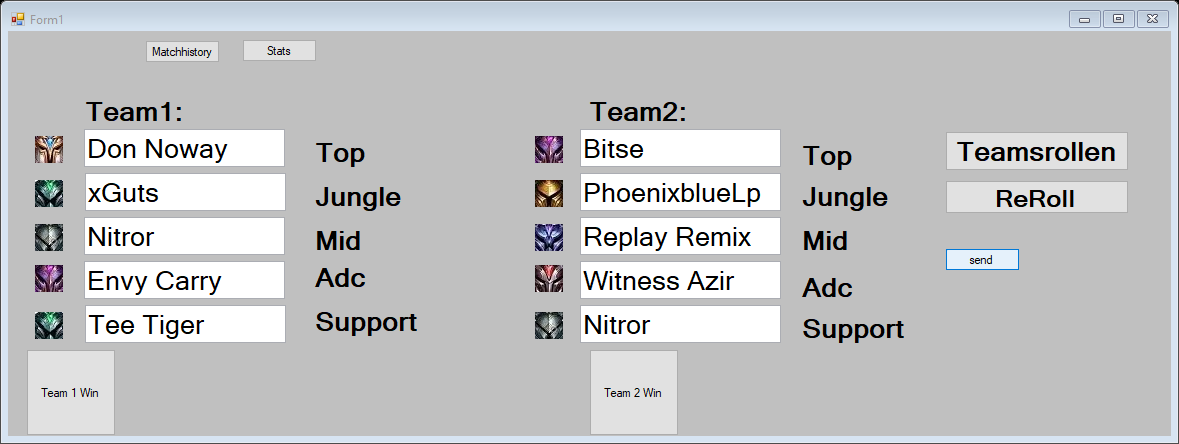 Form1
Matchhistory Stats
Team1: Team2:
Don Noway Top Bitse Top Teamsrollen
xGuts Jungle PhoenixblueLp Jungle ReRoll
Nitror Mid Replay Remix Mid
send
Envy Carry Adc Witness Azir Adc
Tee Tiger Support Nitror Support
Team 1 Win Team 2 Win